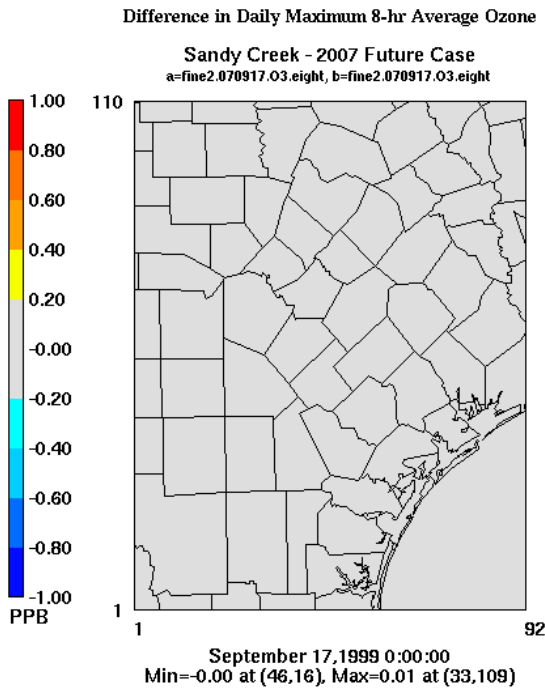 Difference in Daily Maximum 8-hr Average Ozone
Sandy Creek - 2007 Future Case
a=fine2.070917.O3.eight, b=fine2.070917.O3.eight
1.00
0.80
0.60
0.40
0.20
-0.00
-0.20
-0.40
-0.60
-0.80
-1.00
PPB
110
1
1
92
September 17,1999 0:00:00
Min=-0.00 at (46,16), Max=0.01 at (33,109)